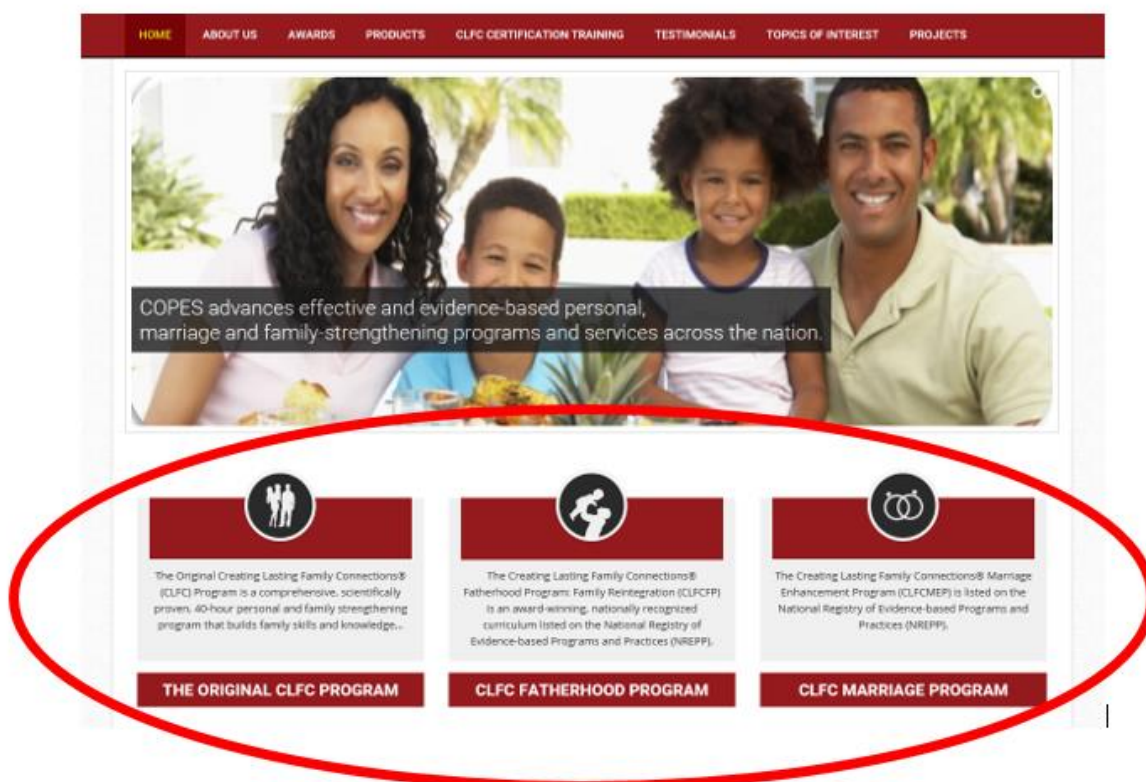 HOME ABOUT US AWARDS PRODUCTS CLFC CERTIFICATION TRAINING TESTIMONIALS TOPICS OF INTEREST PROJECTS
COPES advances effective and evidence-based personal,
marriage and family-strengthening programs and services across the nation.
The Original Creating Lasting Family Connections®
(CLFC) Program is a comprehensive, scientifically
proven, 40-hour personal and family strengthening
program that builds family skills and knowledge...
THE ORIGINAL CLFC PROGRAM
The Creating Lasting Family Connections®
Fatherhood Program: Family Reintegration (CLFCFP)
is an award-winning, nationally recognized
curriculum listed on the National Registry of
Evidence-based Programs and Practices (NREPP).
CLFC FATHERHOOD PROGRAM
The Creating Lasting Family Connections® Marriage
Enhancement Program (CLFCMEP) is listed on the
National Registry of Evidence-based Programs and
Practices (NREPP).
CLFC MARRIAGE PROGRAM